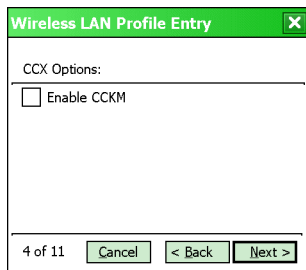 Wireless LAN Profile Entry
CCX Options:
Enable CCKM
4 of 11 Cancel < Back Next >